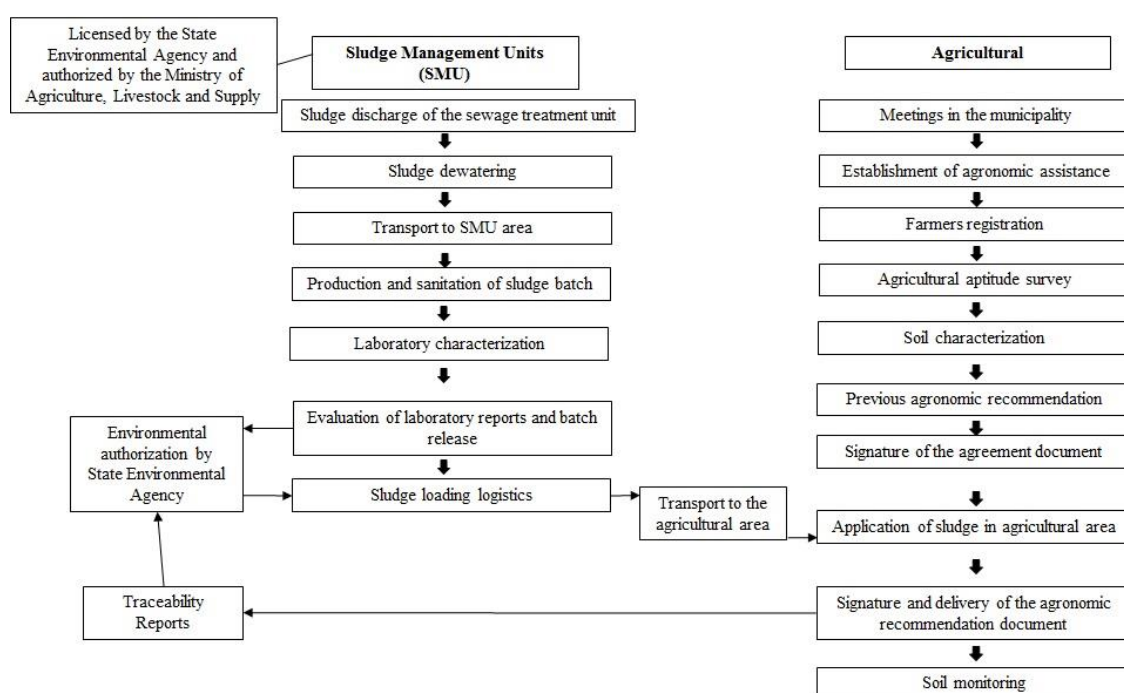 Licensed by the State
Environmental Agency and
authorized by the Ministry of
Agriculture, Livestock and Supply
Sludge Management Units
(SMU)
Sludge discharge of the sewage treatment unit
Sludge dewatering
Transport to SMU area
Production and sanitation of sludge batch
Laboratory characterization
Evaluation of laboratory reports and batch
release
Environmental
authorization by
State Environmental
Agency
Sludge loading logistics
Transport to the
agricultural area
Traceability
Reports
Agricultural
Meetings in the municipality
Establishment of agronomic assistance
Farmers registration
Agricultural aptitude survey
Soil characterization
Previous agronomic recommendation
Signature of the agreement document
Application of sludge in agricultural area
Signature and delivery of the agronomic
recommendation document
Soil monitoring